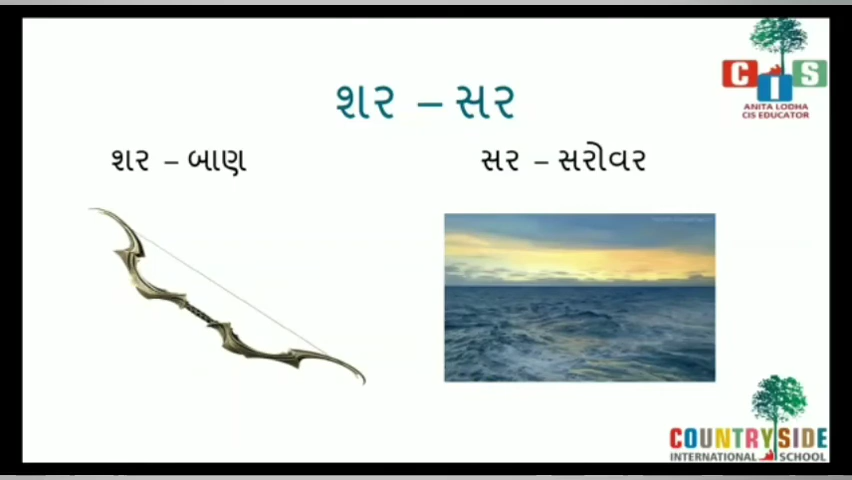 CIS
ANITA LODHA
CIS EDUCATOR
શર – સર
શર – બાણ
સર – સરોવર
COUNTRYSIDE
INTERNATIONAL SCHOOL